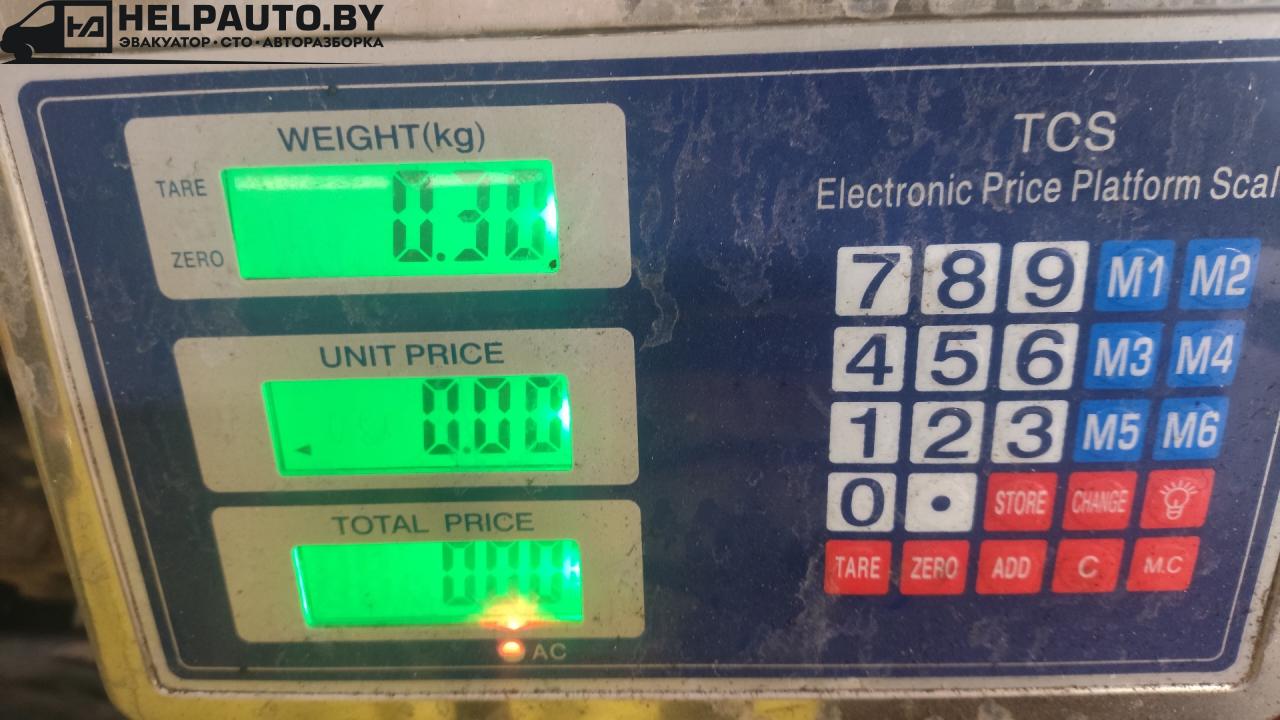 HELPAUTO.BY
ЭВАКУАТОР · СТО · АВТОРАЗБОРКА
WEIGHT(kg)
TARE
0.30
ZERO
UNIT PRICE
0.00
TOTAL PRICE
0.00
AC
TCS
Electronic Price Platform Scal
7 8 9 M1 M2
4 5 6 M3 M4
1 2 3 M5 M6
0 • STORE CHANGE
TARE ZERO ADD C M.C